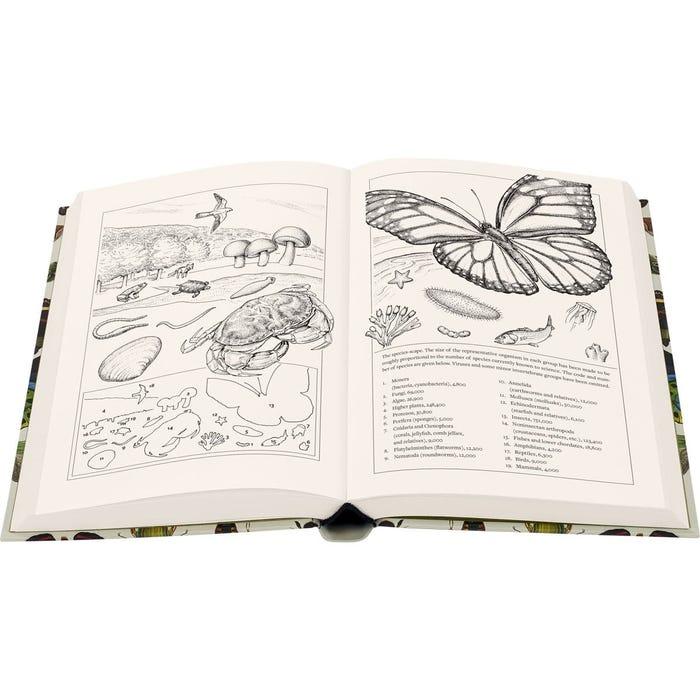 4
13
13
14
19
The species-scape. The size of the representative organism in each group has been made to be
roughly proportional to the number of species currently known to science. The code and num-
ber of species are given below. Viruses and some minor invertebrate groups have been omitted.
1. Monera
(bacteria, cyanobacteria), 4,800
2. Fungi, 69,000
3. Algae, 26,900
4. Higher plants, 248,400
5. Protozoa, 30,800
6. Porifera (sponges), 5,000
7. Cnidaria and Ctenophora
(corals, jellyfish, comb jellies,
and relatives), 9,000
8. Platyhelminthes (flatworms), 12,200
9. Nematoda (roundworms), 12,000
10. Annelida
(earthworms and relatives), 12,000
11. Mollusca (mollusks), 50,000
12. Echinodermata
(starfish and relatives), 6,100
13. Insecta, 751,000
14. Noninsectan arthropods
(crustaceans, spiders, etc.), 123,400
15. Fishes and lower chordates, 18,800
16. Amphibians, 4,200
17. Reptiles, 6,300
18. Birds, 9,000
19. Mammals, 4,000